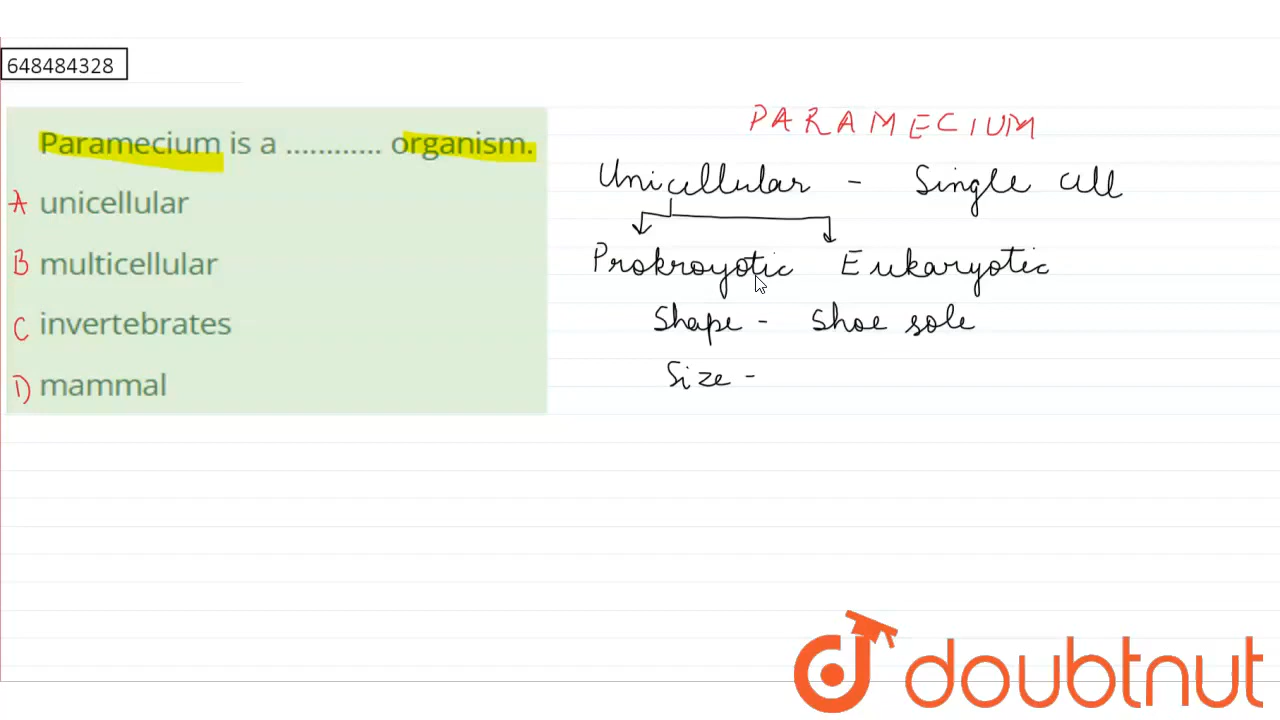 648484328
Paramecium is a ............ organism.
A unicellular
B multicellular
C invertebrates
D mammal
PARAMECIUM
Unicellular - Single cell
Prokroyotic Eukaryotic
Shape - Shoe sole
Size -
doubtnut